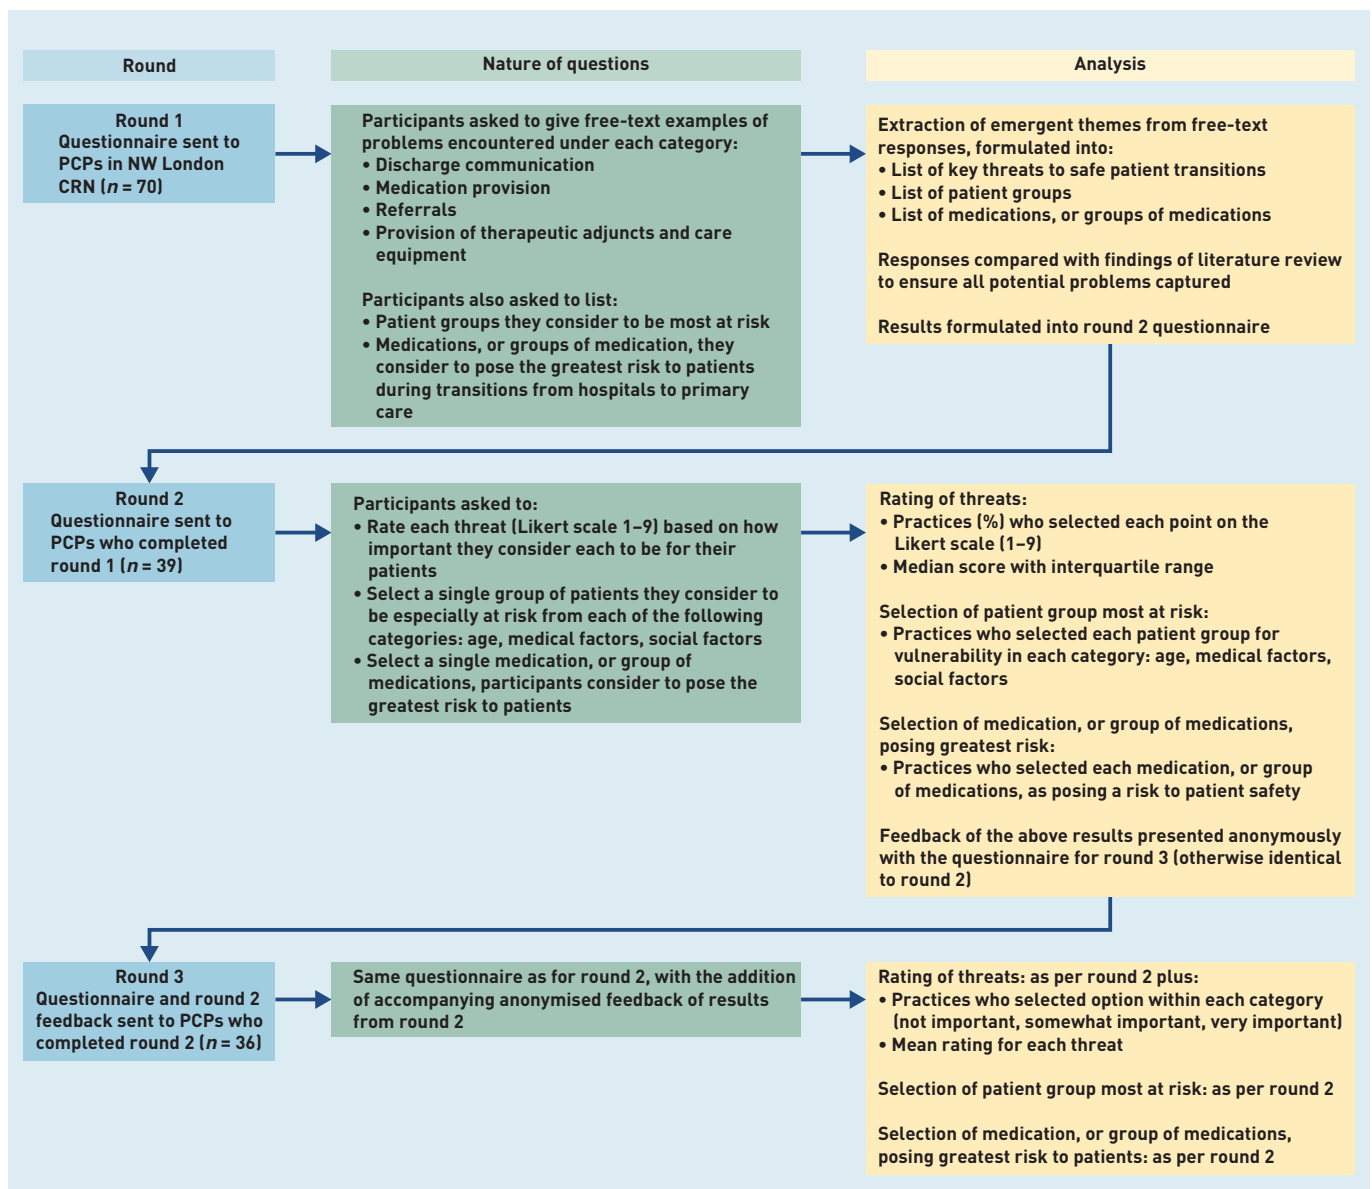 Round
Nature of questions
Analysis
Round 1
Questionnaire sent to
PCPs in NW London
CRN (n = 70)
Participants asked to give free-text examples of
problems encountered under each category:
• Discharge communication
• Medication provision
• Referrals
• Provision of therapeutic adjuncts and care
equipment
Participants also asked to list:
• Patient groups they consider to be most at risk
• Medications, or groups of medication, they
consider to pose the greatest risk to patients
during transitions from hospitals to primary
care
Extraction of emergent themes from free-text
responses, formulated into:
• List of key threats to safe patient transitions
• List of patient groups
• List of medications, or groups of medications
Responses compared with findings of literature review
to ensure all potential problems captured
Results formulated into round 2 questionnaire
Round 2
Questionnaire sent to
PCPs who completed
round 1 (n = 39)
Participants asked to:
• Rate each threat (Likert scale 1–9) based on how
important they consider each to be for their
patients
• Select a single group of patients they consider to
be especially at risk from each of the following
categories: age, medical factors, social factors
• Select a single medication, or group of
medications, participants consider to pose the
greatest risk to patients
Rating of threats:
• Practices (%) who selected each point on the
Likert scale (1–9)
• Median score with interquartile range
Selection of patient group most at risk:
• Practices who selected each patient group for
vulnerability in each category: age, medical factors,
social factors
Selection of medication, or group of medications,
posing greatest risk:
• Practices who selected each medication, or group
of medications, as posing a risk to patient safety
Feedback of the above results presented anonymously
with the questionnaire for round 3 (otherwise identical
to round 2)
Round 3
Questionnaire and round 2
feedback sent to PCPs who
completed round 2 (n = 36)
Same questionnaire as for round 2, with the addition
of accompanying anonymised feedback of results
from round 2
Rating of threats: as per round 2 plus:
• Practices who selected option within each category
(not important, somewhat important, very important)
• Mean rating for each threat
Selection of patient group most at risk: as per round 2
Selection of medication, or group of medications,
posing greatest risk to patients: as per round 2